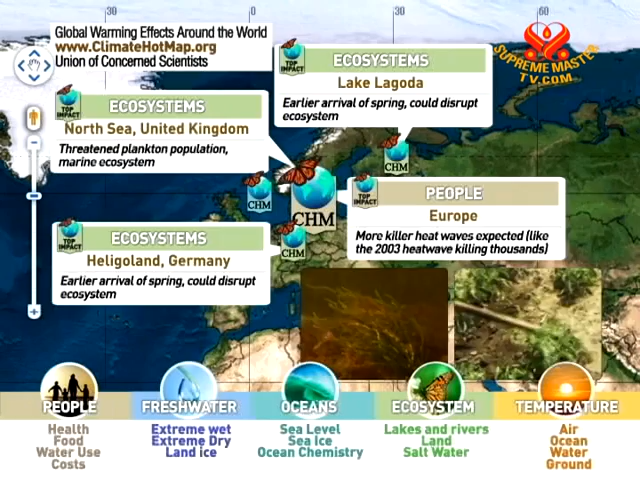 30
0
30
60
Global Warming Effects Around the World
www.ClimateHotMap.org
Union of Concerned Scientists
SUPREME MASTER
TV.COM
TOP
IMPACT
ECOSYSTEMS
Lake Lagoda
Earlier arrival of spring, could disrupt
ecosystem
TOP
IMPACT
ECOSYSTEMS
North Sea, United Kingdom
Threatened plankton population,
marine ecosystem
CHM
CHM
CHM
CHM
TOP
IMPACT
PEOPLE
Europe
More killer heat waves expected (like
the 2003 heatwave killing thousands)
TOP
IMPACT
ECOSYSTEMS
Heligoland, Germany
Earlier arrival of spring, could disrupt
ecosystem
PEOPLE
Health
Food
Water Use
Costs
FRESHWATER
Extreme wet
Extreme Dry
Land ice
OCEANS
Sea Level
Sea Ice
Ocean Chemistry
ECOSYSTEM
Lakes and rivers
Land
Salt Water
TEMPERATURE
Air
Ocean
Water
Ground